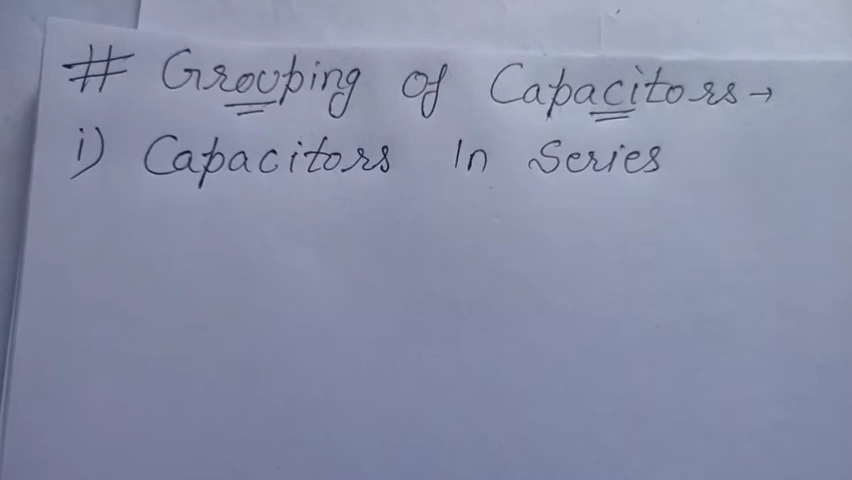 # Grouping of Capacitors →
i) Capacitors In Series